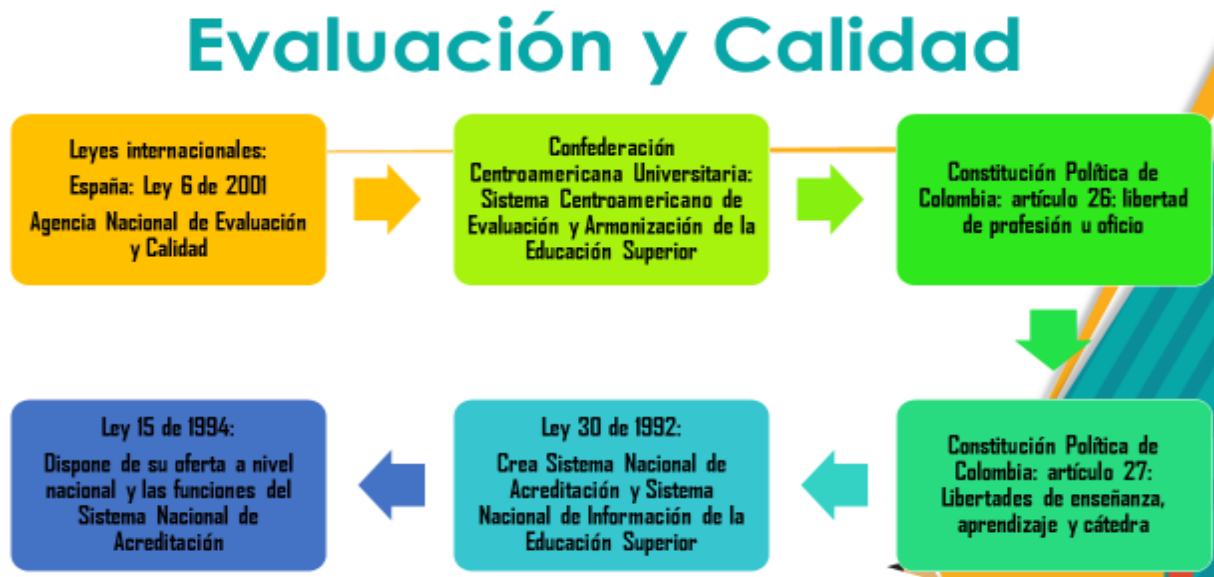 Evaluación y Calidad
Leyes internacionales:
España: Ley 6 de 2001
Agencia Nacional de Evaluación
y Calidad
Confederación
Centroamericana Universitaria:
Sistema Centroamericano de
Evaluación y Armonización de la
Educación Superior
Constitución Política de
Colombia: artículo 26: libertad
de profesión u oficio
Constitución Política de
Colombia: artículo 27:
Libertades de enseñanza,
aprendizaje y cátedra
Ley 30 de 1992:
Crea Sistema Nacional de
Acreditación y Sistema
Nacional de Información de la
Educación Superior
Ley 15 de 1994:
Dispone de su oferta a nivel
nacional y las funciones del
Sistema Nacional de
Acreditación